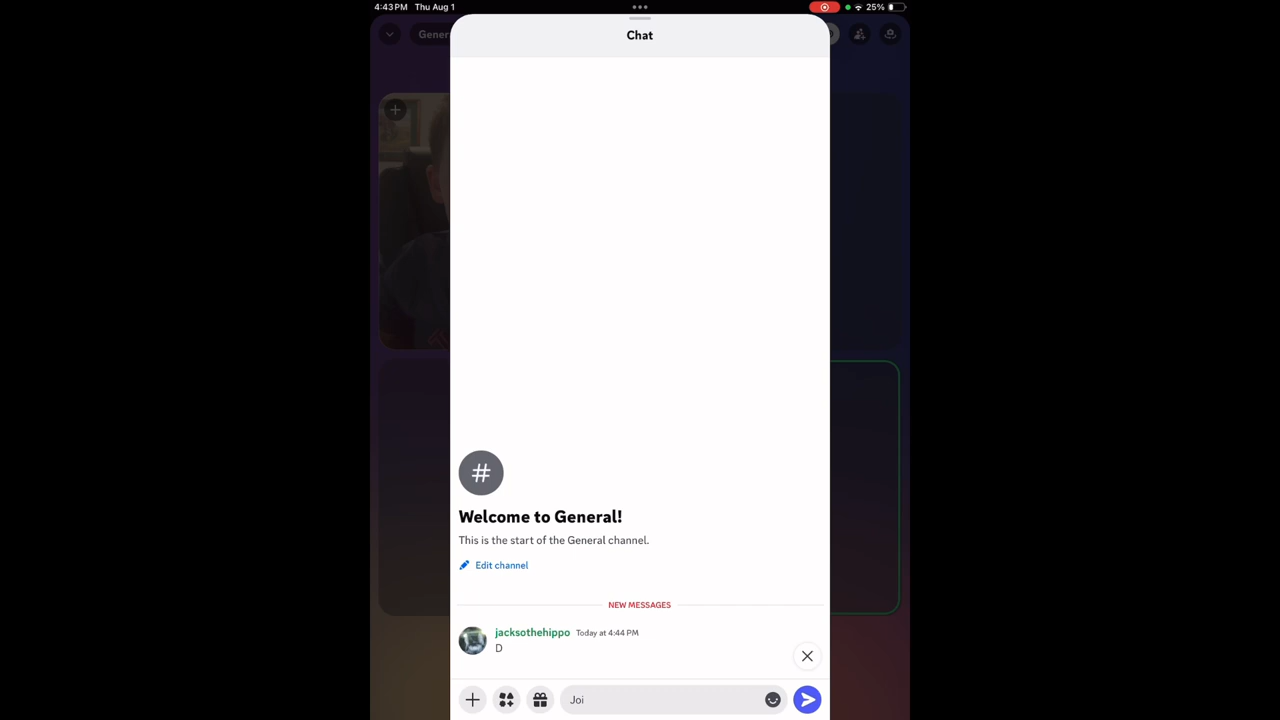 4:43 PM Thu Aug 1
25%
Gener
Chat
#
Welcome to General!
This is the start of the General channel.
Edit channel
NEW MESSAGES
jacksothehippo Today at 4:44 PM
D
Joi